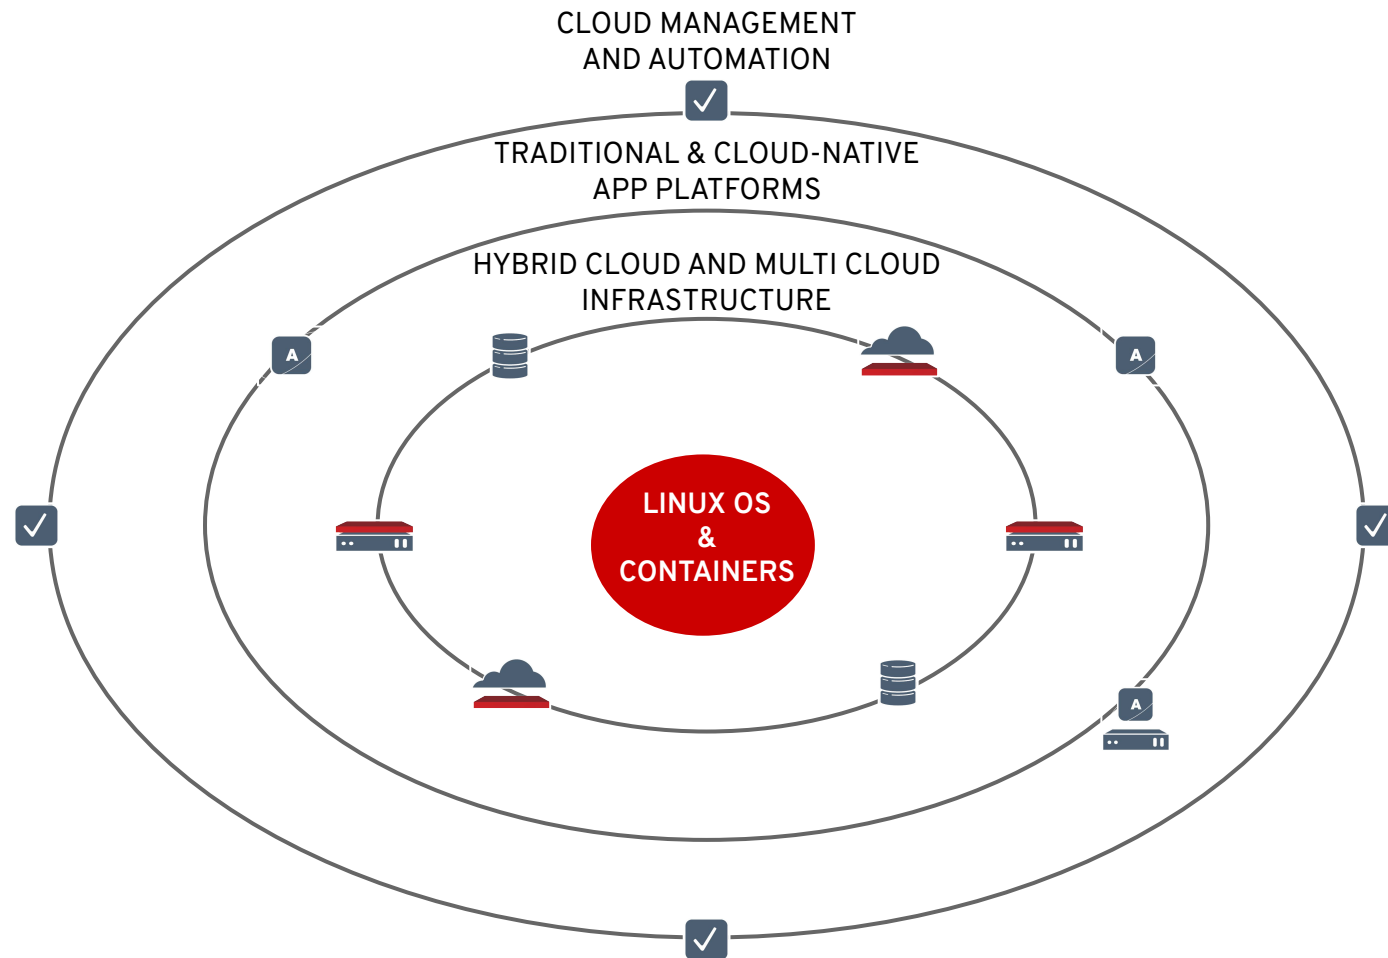 CLOUD MANAGEMENT
AND AUTOMATION
TRADITIONAL & CLOUD-NATIVE
APP PLATFORMS
HYBRID CLOUD AND MULTI CLOUD
INFRASTRUCTURE
A
A
LINUX OS
&
CONTAINERS
A